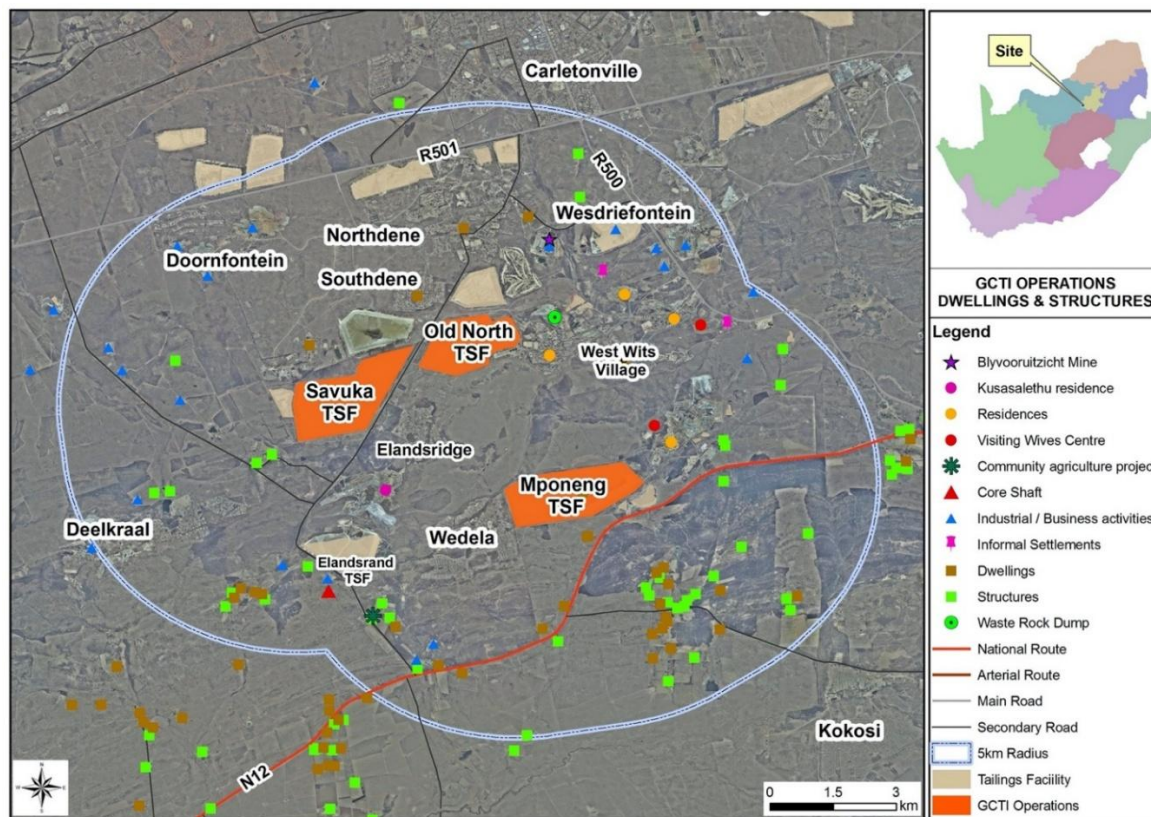 Carletonville
R501
R500
Wesdriefontein
Northdene
Doornfontein
Southdene
Old North
TSF
West Wits
Village
Savuka
TSF
Elandsridge
Mponeng
TSF
Deelkraal
Wedela
Elandsrand
TSF
Kokosi
N12
0 1.5 3
km
Site
GCTI OPERATIONS
DWELLINGS & STRUCTURES
Legend
Blyvooruitzicht Mine
Kusasalethu residence
Residences
Visiting Wives Centre
Community agriculture project
Core Shaft
Industrial / Business activities
Informal Settlements
Dwellings
Structures
Waste Rock Dump
National Route
Arterial Route
Main Road
Secondary Road
5km Radius
Tailings Faciility
GCTI Operations